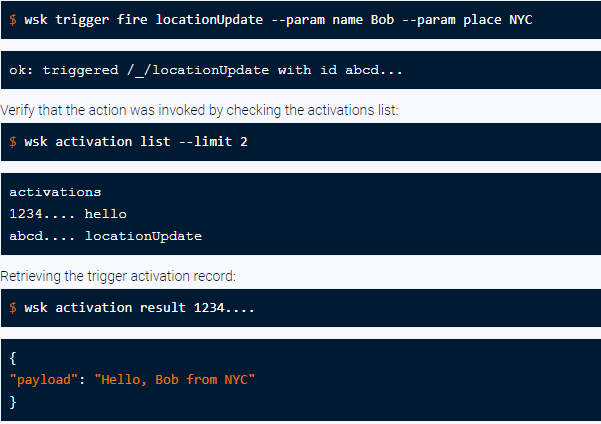 $ wsk trigger fire locationUpdate --param name Bob --param place NYC
ok: triggered /_/locationUpdate with id abcd...
Verify that the action was invoked by checking the activations list:
$ wsk activation list --limit 2
activations
1234.... hello
abcd.... locationUpdate
Retrieving the trigger activation record:
$ wsk activation result 1234....
{
"payload": "Hello, Bob from NYC"
}